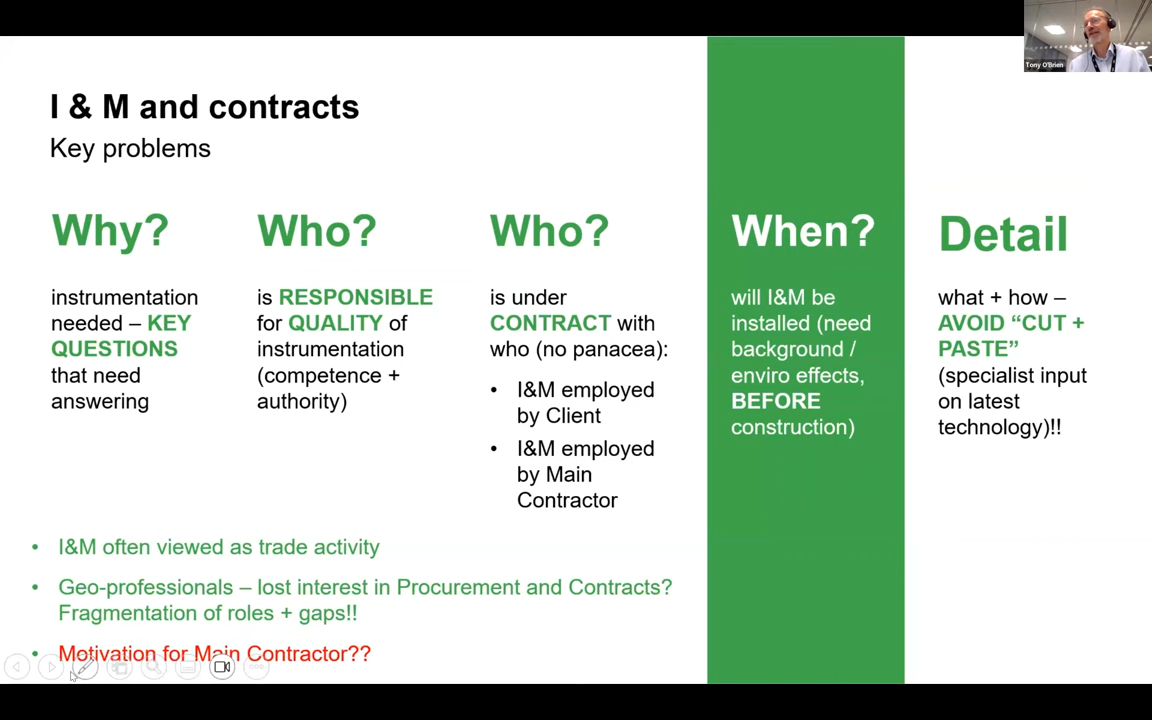 Tony O'Brien
I & M and contracts
Key problems
Why?
instrumentation
needed – KEY
QUESTIONS
that need
answering
Who?
is RESPONSIBLE
for QUALITY of
instrumentation
(competence +
authority)
Who?
is under
CONTRACT with
who (no panacea):
• I&M employed
by Client
• I&M employed
by Main
Contractor
When?
will I&M be
installed (need
background /
enviro effects,
BEFORE
construction)
Detail
what + how –
AVOID “CUT +
PASTE”
(specialist input
on latest
technology)!!
• I&M often viewed as trade activity
• Geo-professionals – lost interest in Procurement and Contracts?
Fragmentation of roles + gaps!!
• Motivation for Main Contractor??